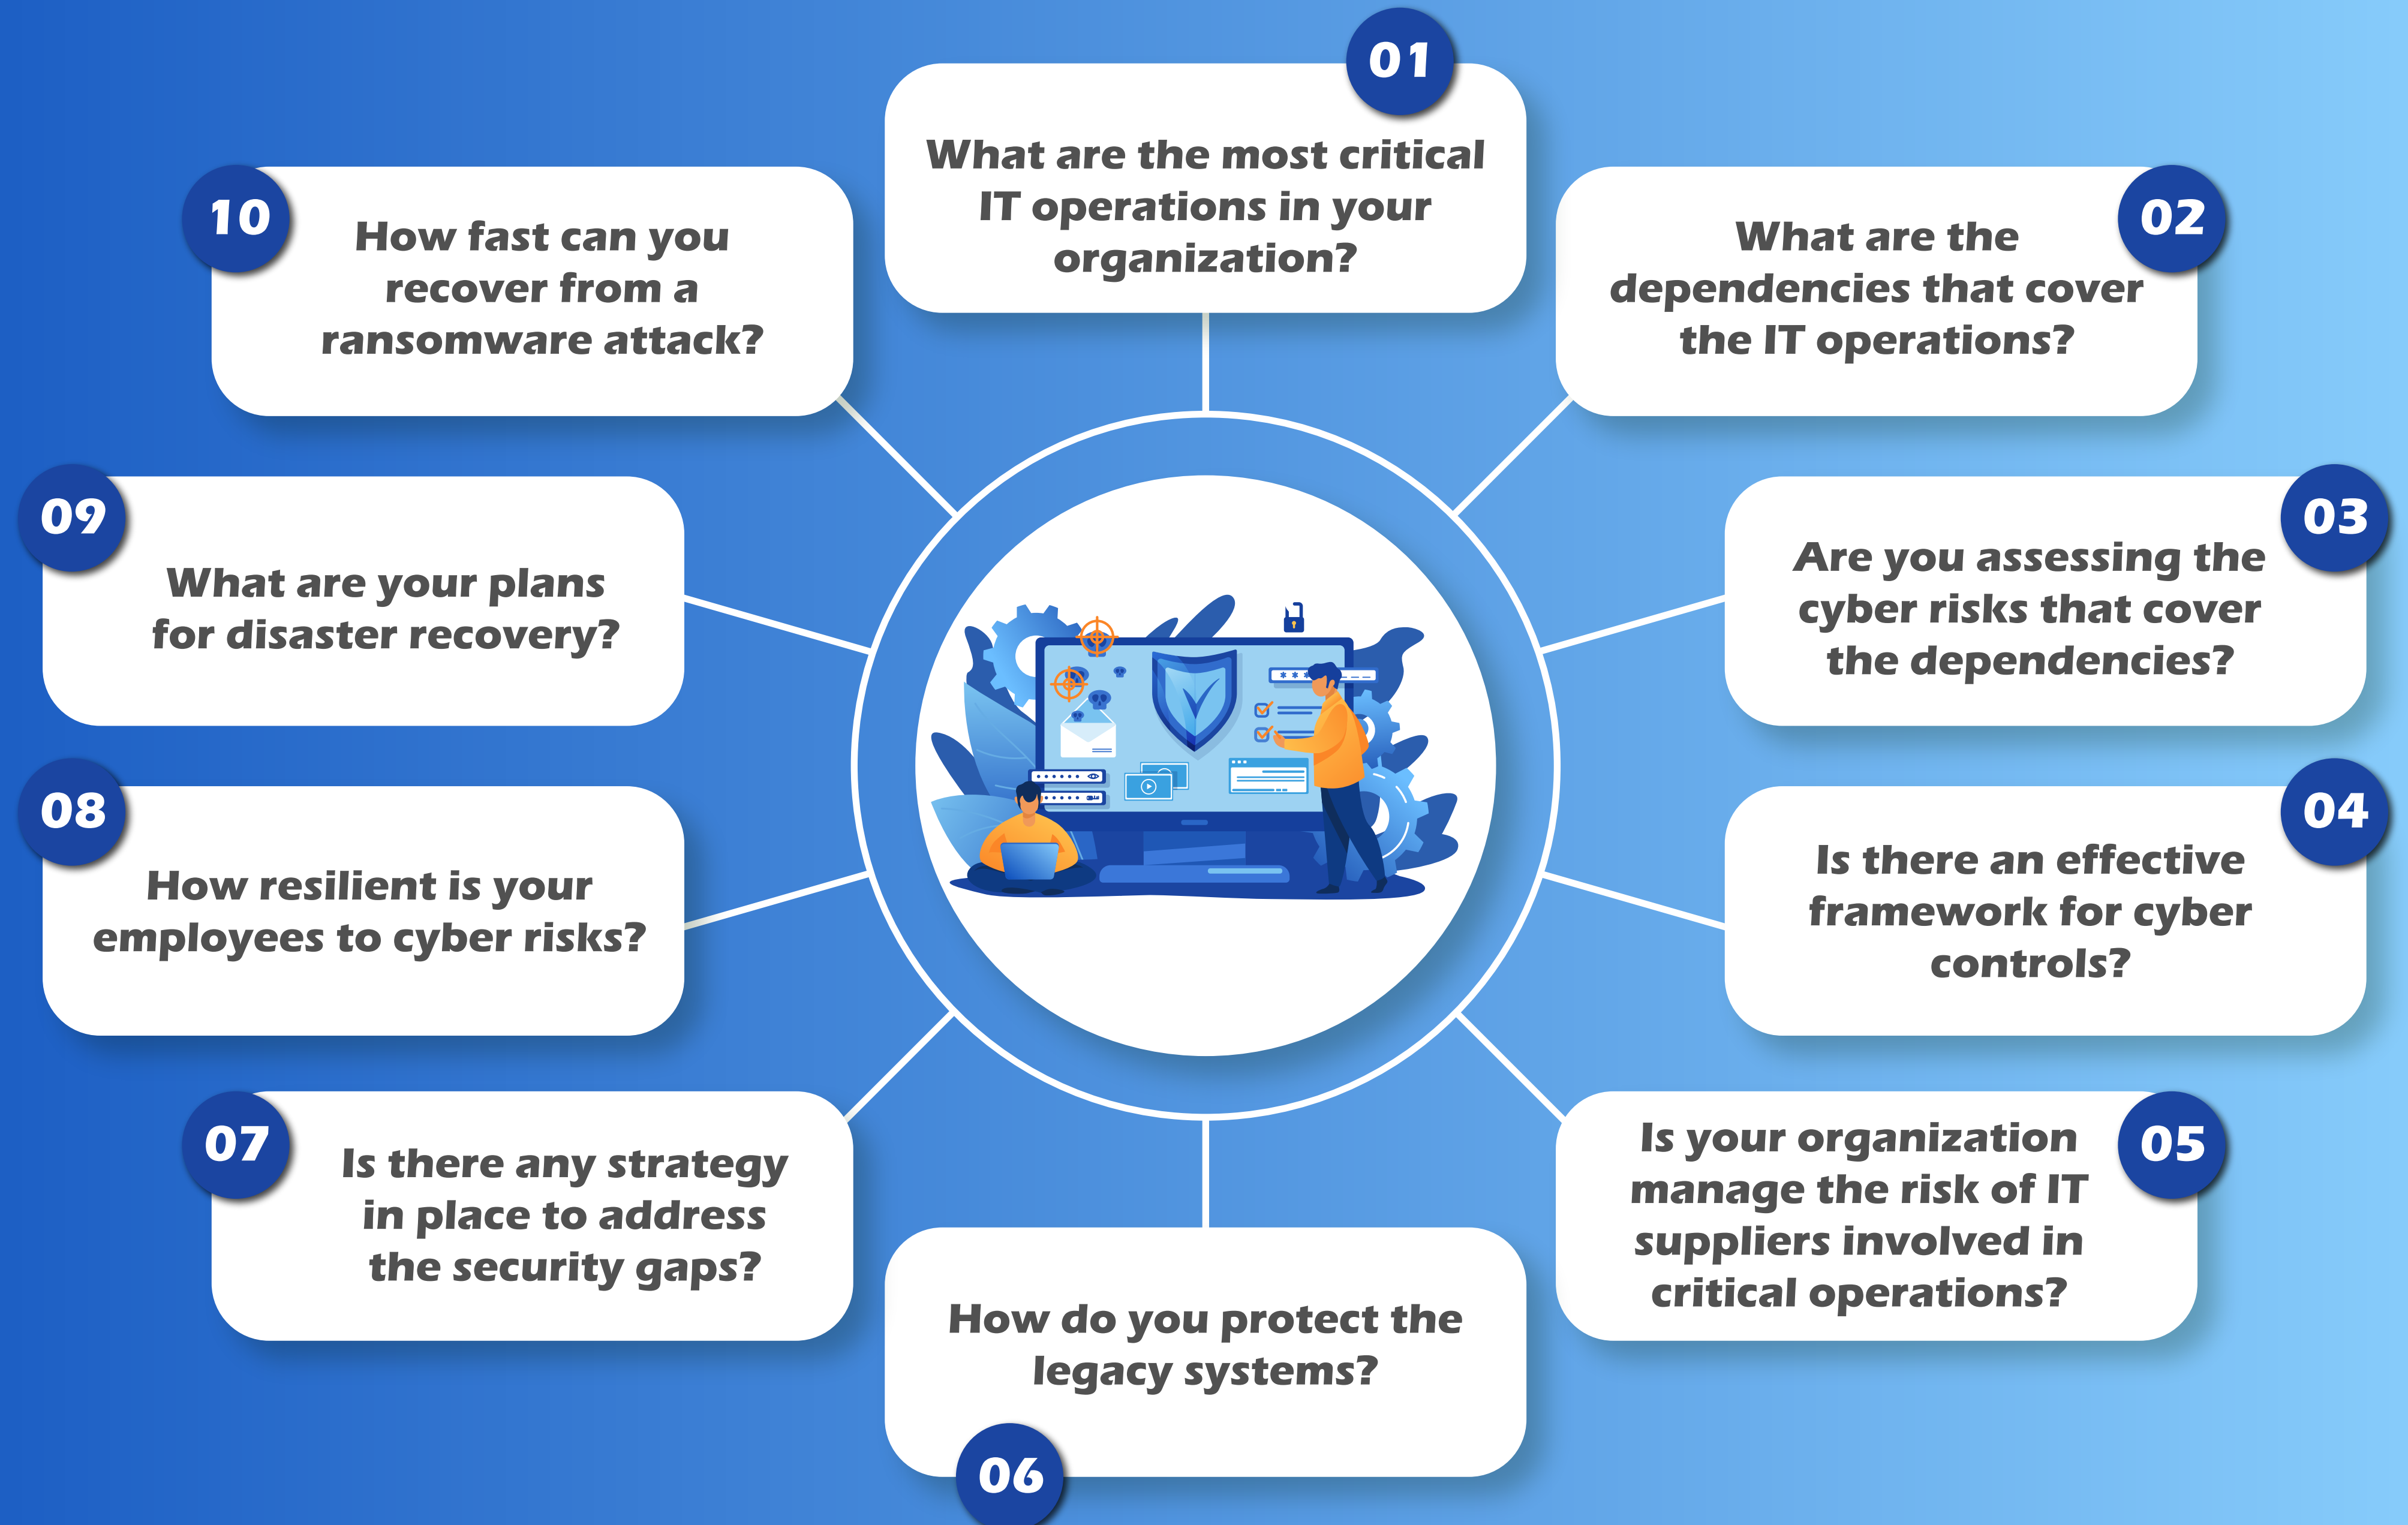 01
What are the most critical
IT operations in your
organization?
02
What are the
dependencies that cover
the IT operations?
03
Are you assessing the
cyber risks that cover
the dependencies?
04
Is there an effective
framework for cyber
controls?
05
Is your organization
manage the risk of IT
suppliers involved in
critical operations?
06
How do you protect the
legacy systems?
07
Is there any strategy
in place to address
the security gaps?
08
How resilient is your
employees to cyber risks?
09
What are your plans
for disaster recovery?
10
How fast can you
recover from a
ransomware attack?